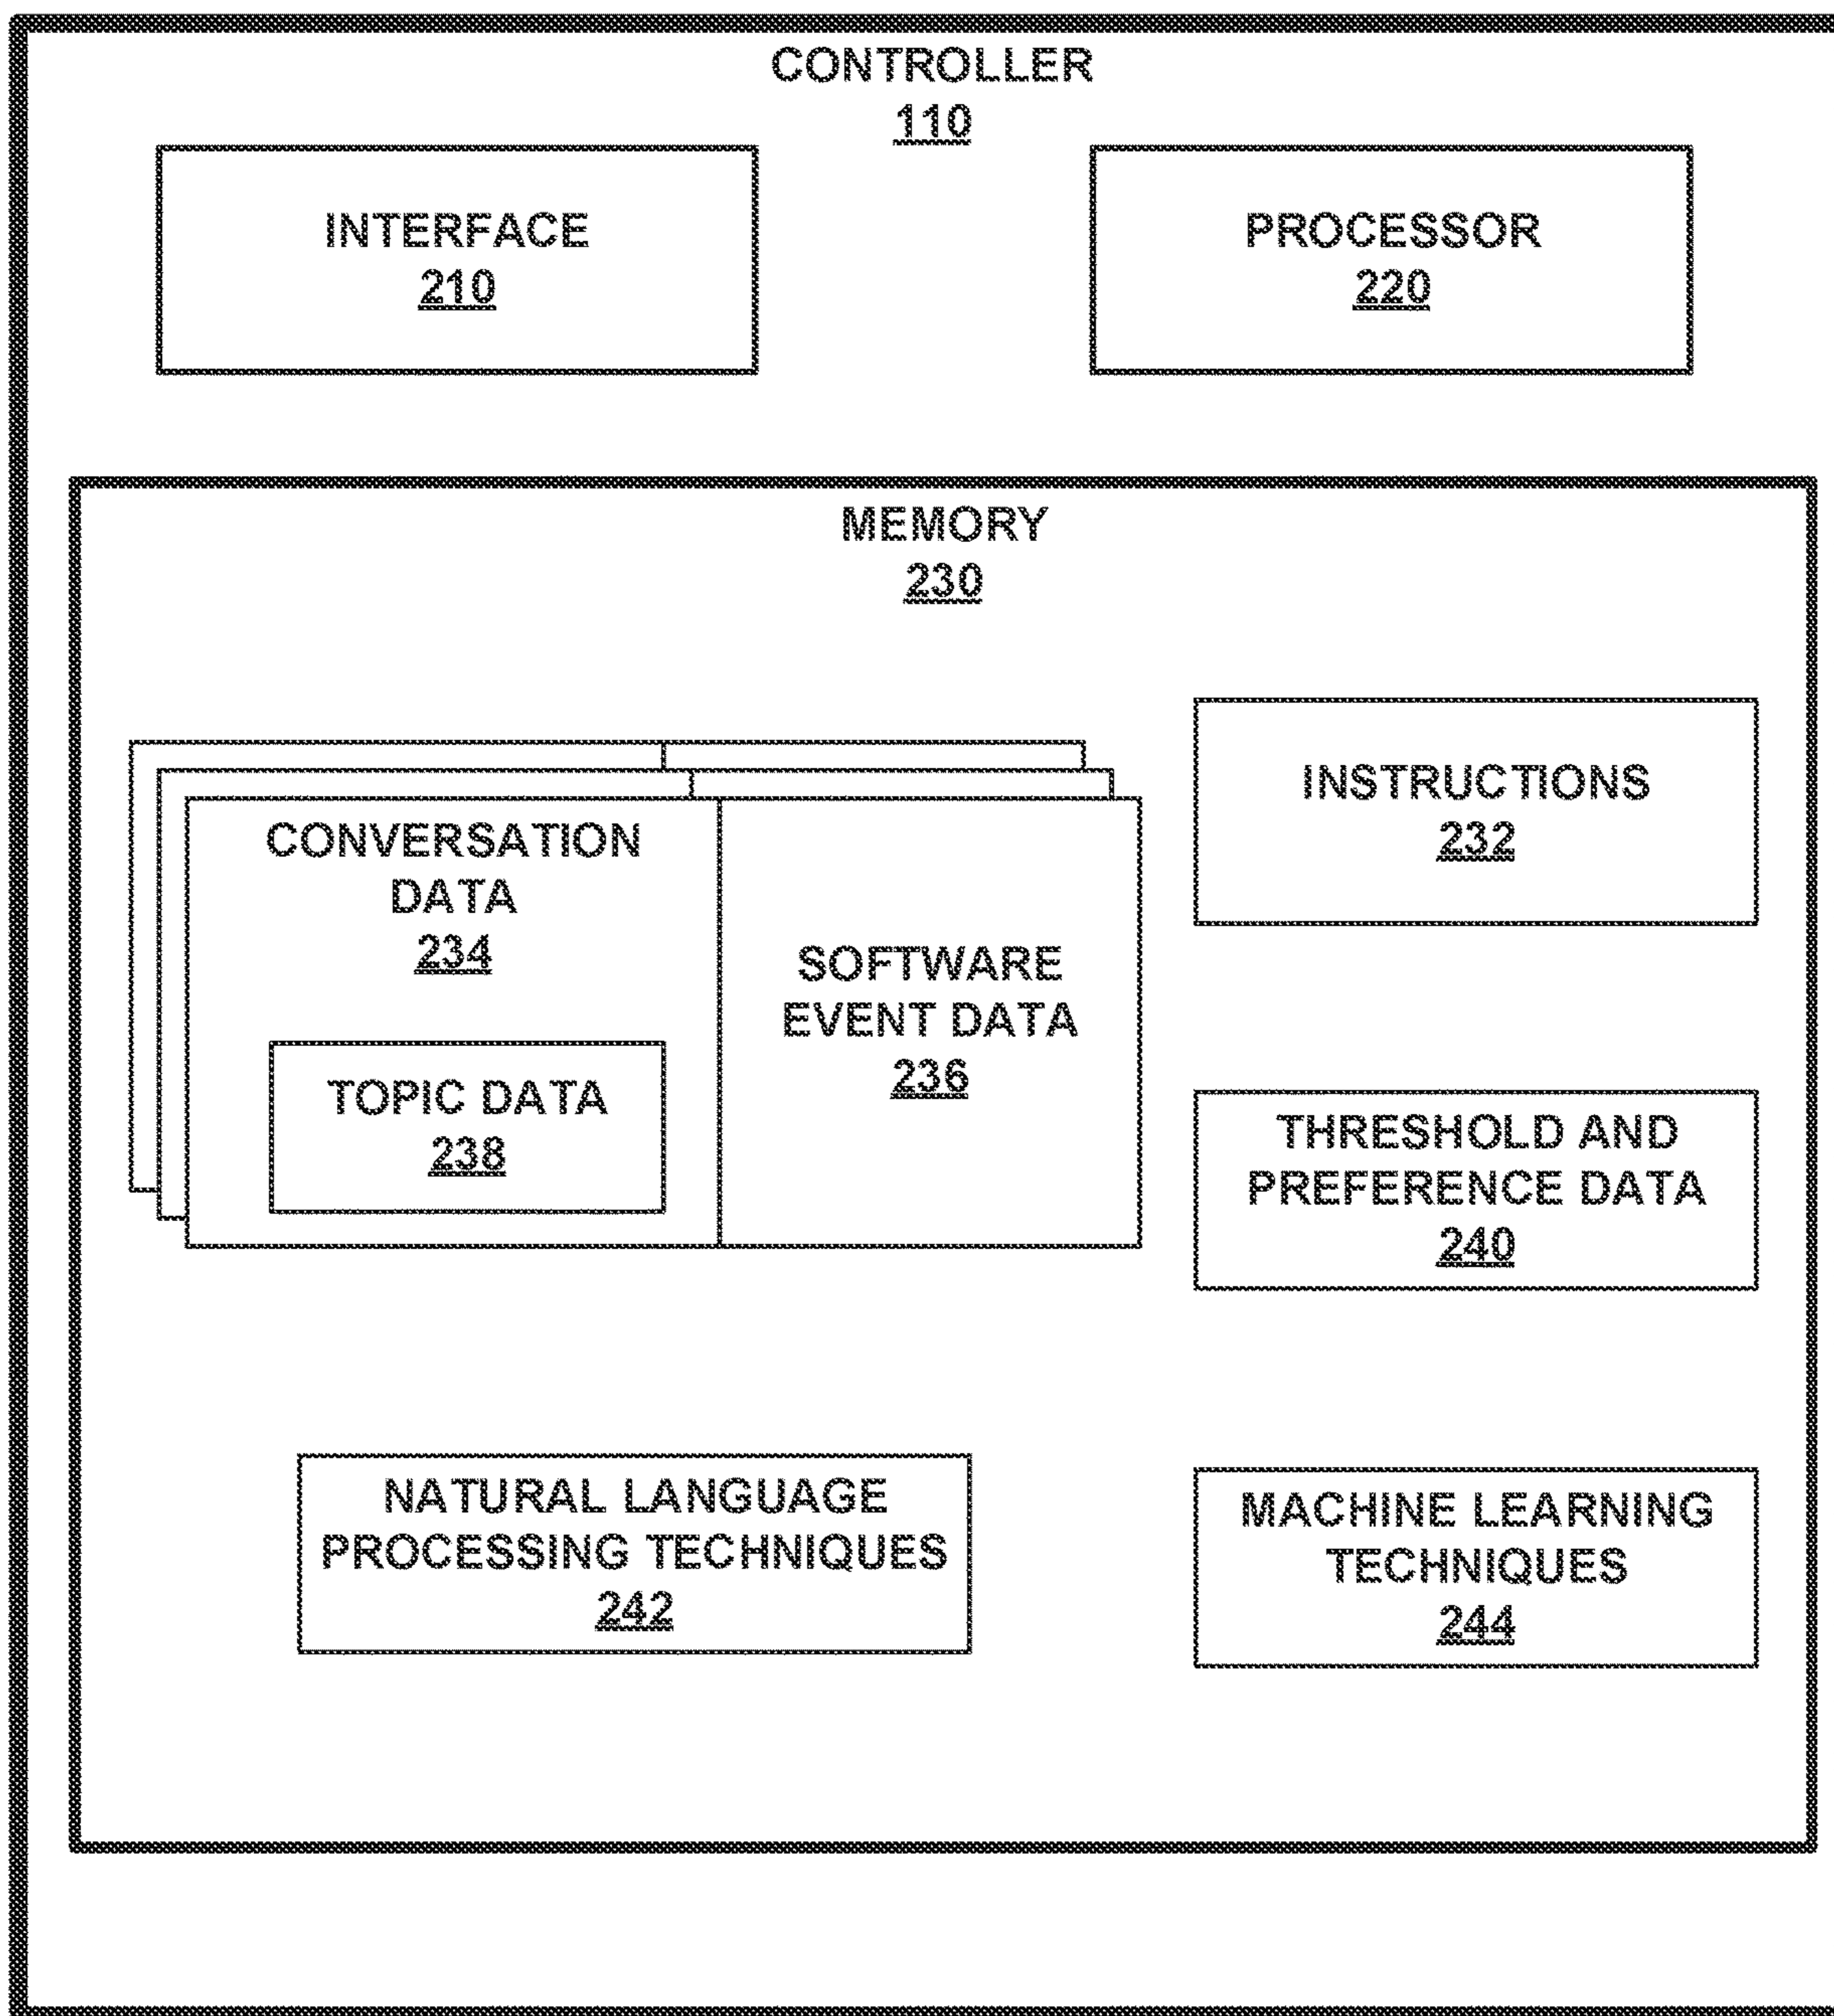 CONTROLLER
110
INTERFACE
210
PROCESSOR
220
MEMORY
230
CONVERSATION
DATA
234
TOPIC DATA
238
SOFTWARE
EVENT DATA
236
INSTRUCTIONS
232
THRESHOLD AND
PREFERENCE DATA
240
NATURAL LANGUAGE
PROCESSING TECHNIQUES
242
MACHINE LEARNING
TECHNIQUES
244